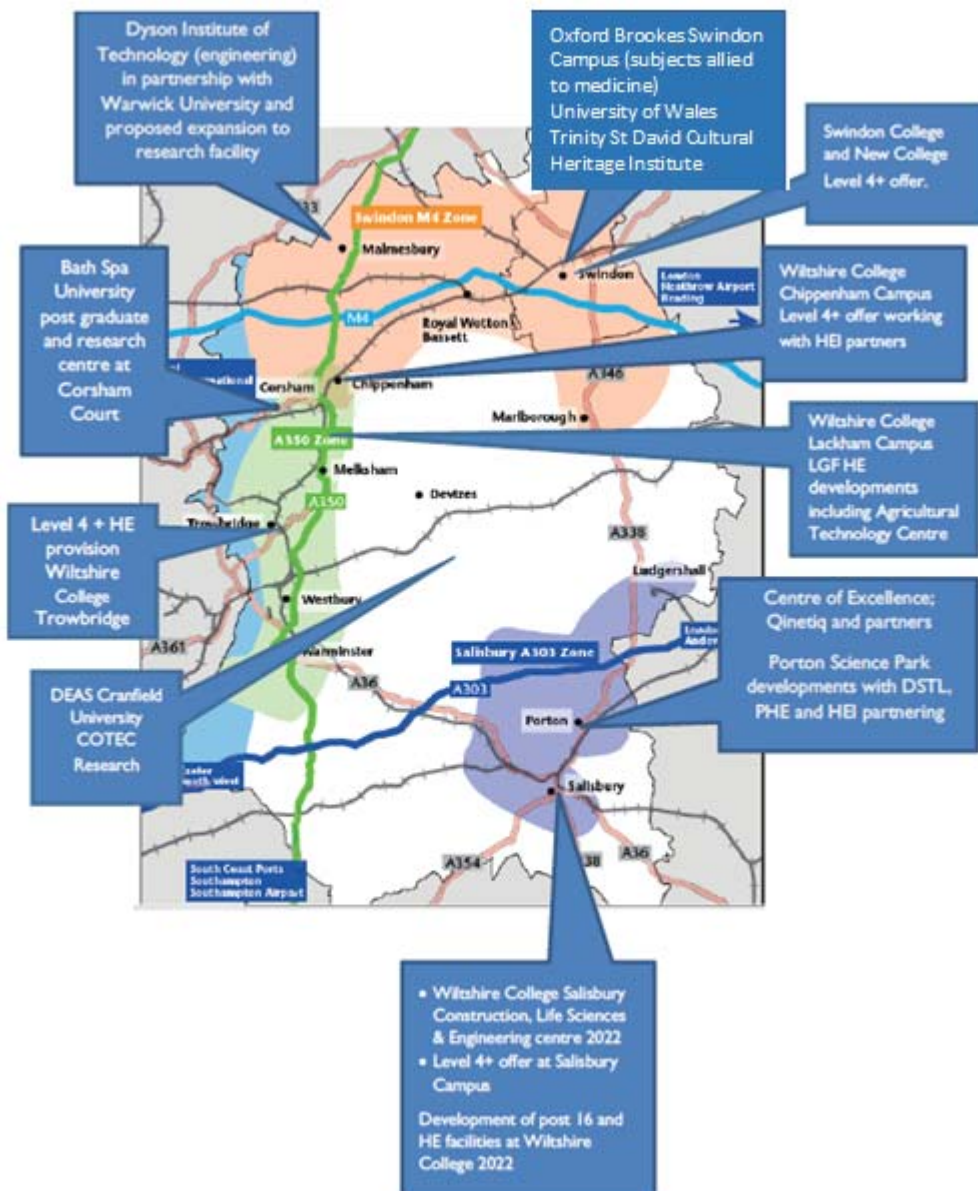 Dyson Institute of
Technology (engineering)
in partnership with
Warwick University and
proposed expansion to
research facility
Oxford Brookes Swindon
Campus (subjects allied
to medicine)
University of Wales
Trinity St David Cultural
Heritage Institute
Swindon College
and New College
Level 4+ offer.
Bath Spa
University
post graduate
and research
centre at
Corsham
Court
Wiltshire College
Chippenham Campus
Level 4+ offer working
with HEI partners
Wiltshire College
Lackham Campus
LGF HE
developments
including Agricultural
Technology Centre
Level 4 + HE
provision
Wiltshire
College
Trowbridge
Centre of Excellence;
Qinetiq and partners
Porton Science Park
developments with DSTL,
PHE and HEI partnering
DEAS Cranfield
University
COTEC
Research
• Wiltshire College Salisbury
Construction, Life Sciences
& Engineering centre 2022
• Level 4+ offer at Salisbury
Campus
Development of post 16 and
HE facilities at Wiltshire
College 2022
Swindon M4 Zone
Malmesbury
Swindon
London
Heathrow Airport
Reading
M4
Royal Wotton
Bassett
Corsham
Chippenham
A346
Marlborough
A350 Zone
Melksham
A350
Devizes
Trowbridge
A338
Ludgershall
Westbury
A361
Warminster
Salisbury A303 Zone
A36
A303
Porton
Salisbury
A354
38
A36
South Coast Ports
Southampton
Southampton Airport